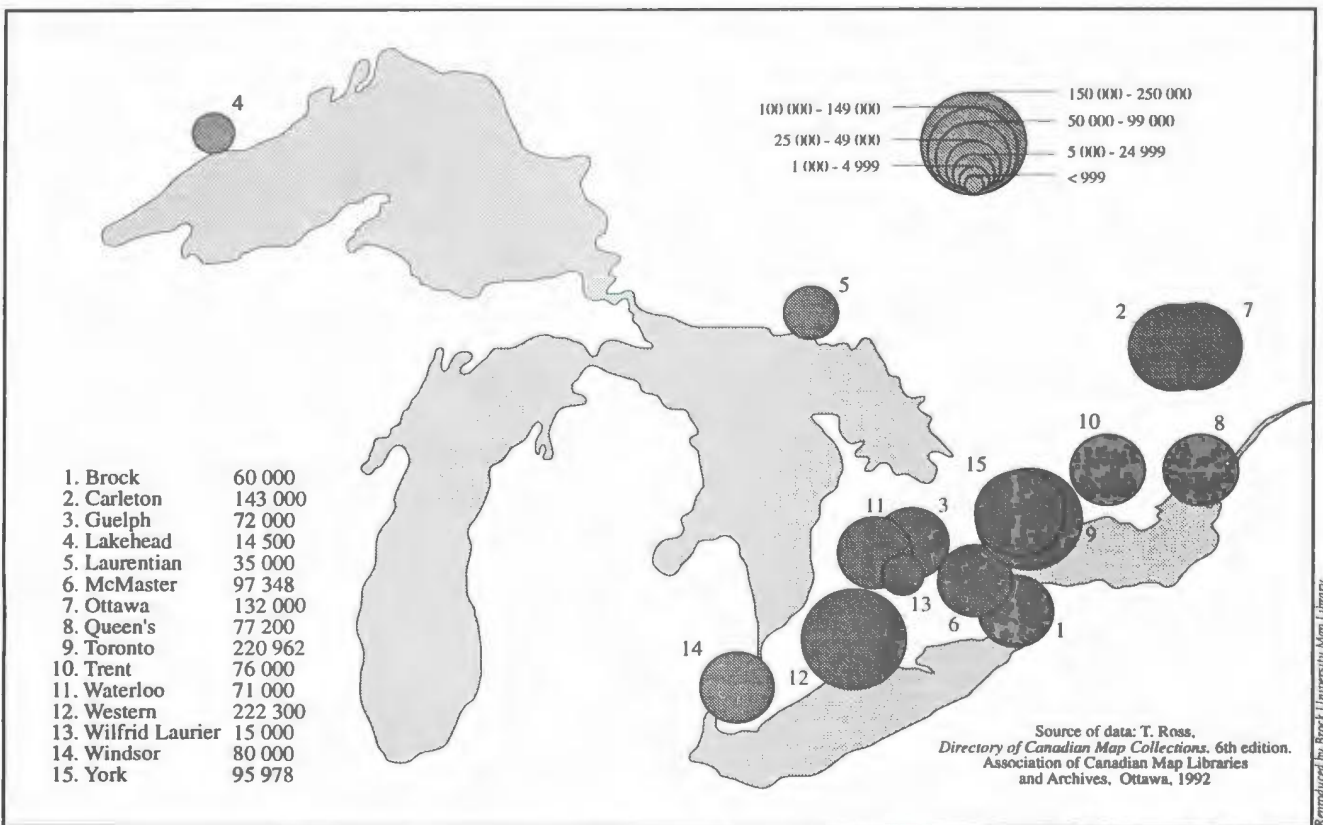 4
150 000 - 250 000
100 000 - 149 000
50 000 - 99 000
25 000 - 49 000
5 000 - 24 999
1 000 - 4 999
< 999
5
2
7
10
8
15
11
3
9
13
6
1
14
12
1. Brock 60 000
2. Carleton 143 000
3. Guelph 72 000
4. Lakehead 14 500
5. Laurentian 35 000
6. McMaster 97 348
7. Ottawa 132 000
8. Queen's 77 200
9. Toronto 220 962
10. Trent 76 000
11. Waterloo 71 000
12. Western 222 300
13. Wilfrid Laurier 15 000
14. Windsor 80 000
15. York 95 978
Source of data: T. Ross,
Directory of Canadian Map Collections. 6th edition.
Association of Canadian Map Libraries
and Archives, Ottawa, 1992
Reproduced by Brock University Map Library